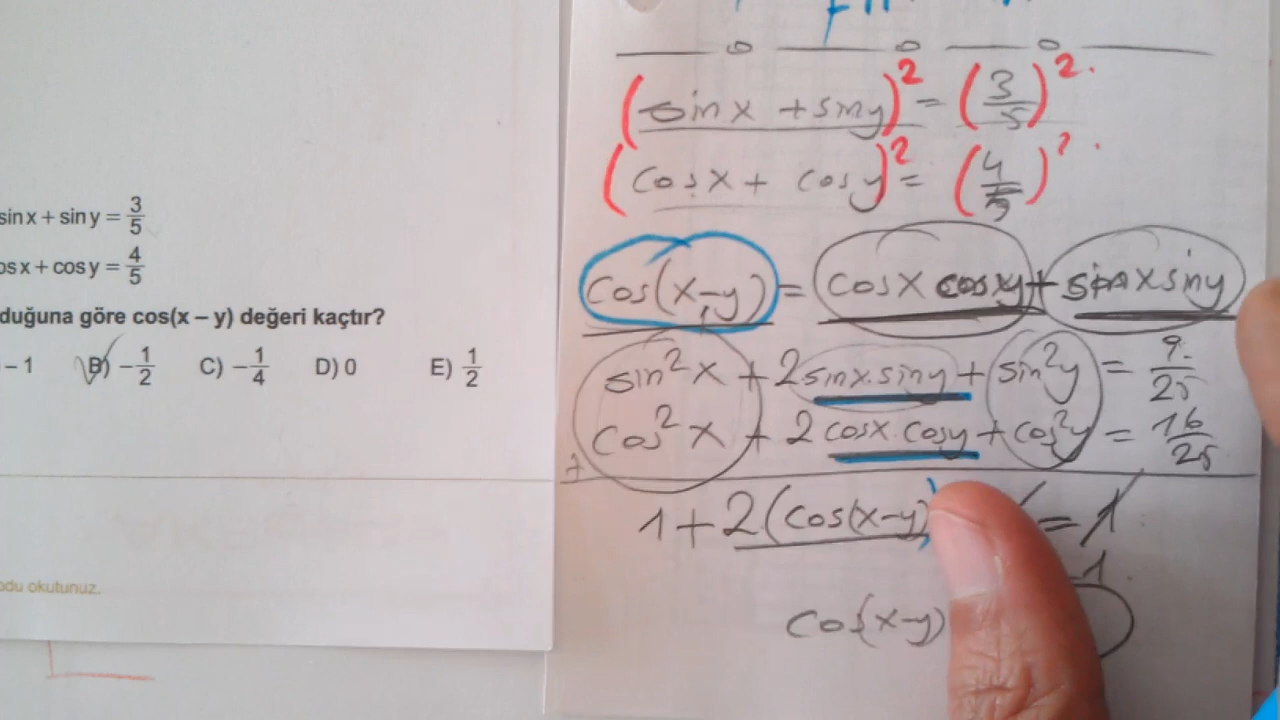 sinx + siny = 3/5
osx + cosy = 4/5
duğuna göre cos(x – y) değeri kaçtır?
– 1 B) – 1/2 C) – 1/4 D) 0 E) 1/2
odu okutunuz.
(sinx + siny)² = (3/5)²
(cosx + cosy)² = (4/5)²
cos(x-y) = cosx cosy + sinx siny
sin²x + 2sinx.siny + sin²y = 9/25
cos²x + 2cosx.cosy + cos²y = 16/25
+
1 + 2(cos(x-y) = 1
-1
cos(x-y)